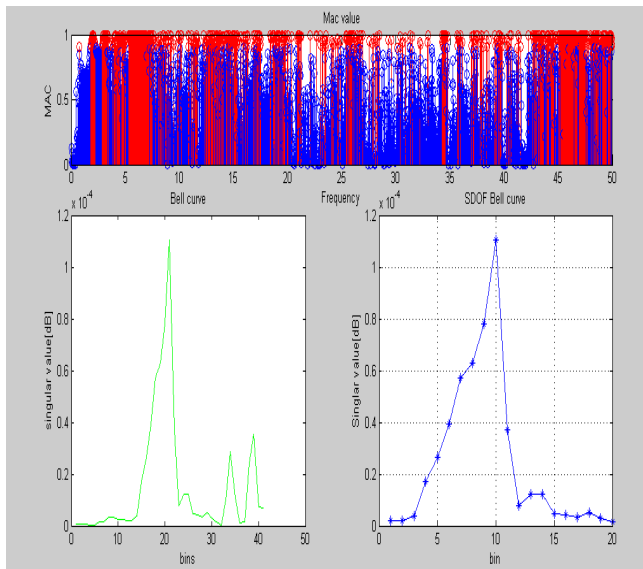 Mac value
MAC
1
0.5
0
0 5 10 15 20 25 30 35 40 45 50
Frequency
x 10^-4
Bell curve
singular value[dB]
1.2
1
0.8
0.6
0.4
0.2
0
0 10 20 30 40 50
bins
x 10^-4
SDOF Bell curve
Singlar value[dB]
1.2
1
0.8
0.6
0.4
0.2
0
0 5 10 15 20
bin